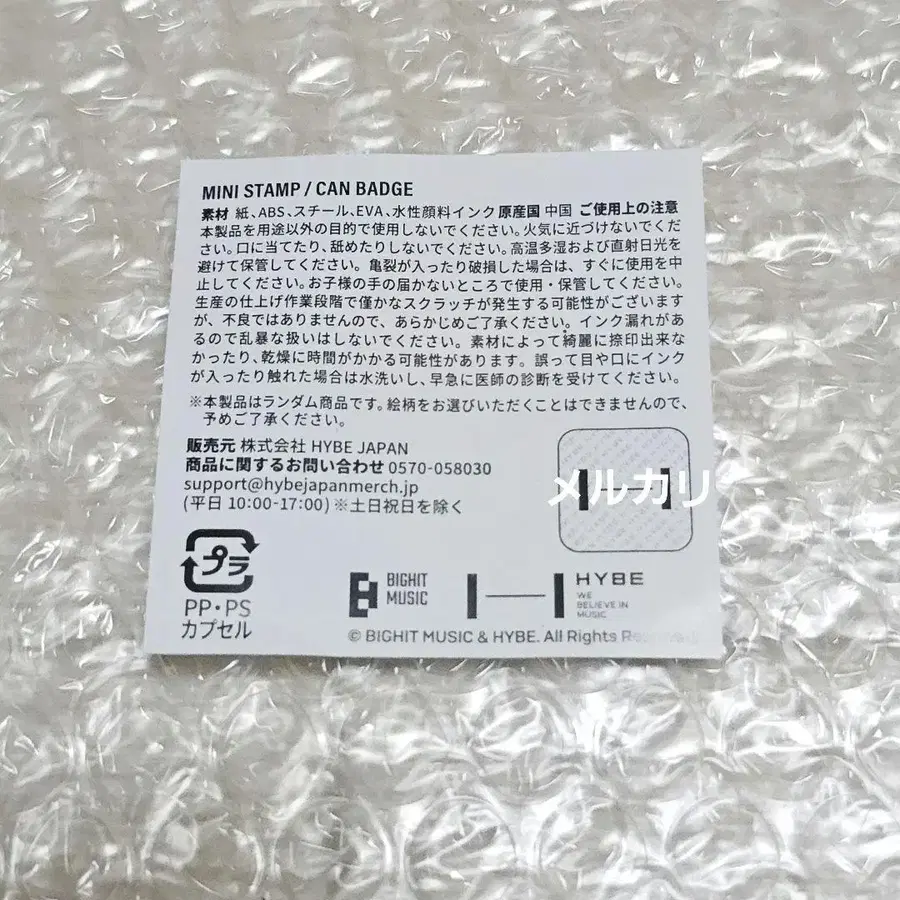 MINI STAMP / CAN BADGE
素材 紙、ABS、スチール、EVA、水性顔料インク 原産国 中国 ご使用上の注意
本製品を用途以外の目的で使用しないでください。火気に近づけないでくだ
さい。口に当てたり、舐めたりしないでください。高温多湿および直射日光を
避けて保管してください。亀裂が入ったり破損した場合は、すぐに使用を中
止してください。お子様の手の届かないところで使用・保管してください。
生産の仕上げ作業段階で僅かなスクラッチが発生する可能性がございます
が、不良ではありませんので、あらかじめご了承ください。インク漏れがあ
るので乱暴な扱いはしないでください。素材によって綺麗に捺印出来な
かったり、乾燥に時間がかかる可能性があります。誤って目や口にインク
が入ったり触れた場合は水洗いし、早急に医師の診断を受けてください。
※本製品はランダム商品です。絵柄をお選びいただくことはできませんので、
予めご了承ください。
販売元 株式会社 HYBE JAPAN
商品に関するお問い合わせ 0570-058030
support@hybejapanmerch.jp
(平日 10:00-17:00) ※土日祝日を除く
メルカリ
プラ
PP・PS
カプセル
BIGHIT
MUSIC
HYBE
WE
BELIEVE IN
MUSIC
© BIGHIT MUSIC & HYBE. All Rights Reserved.